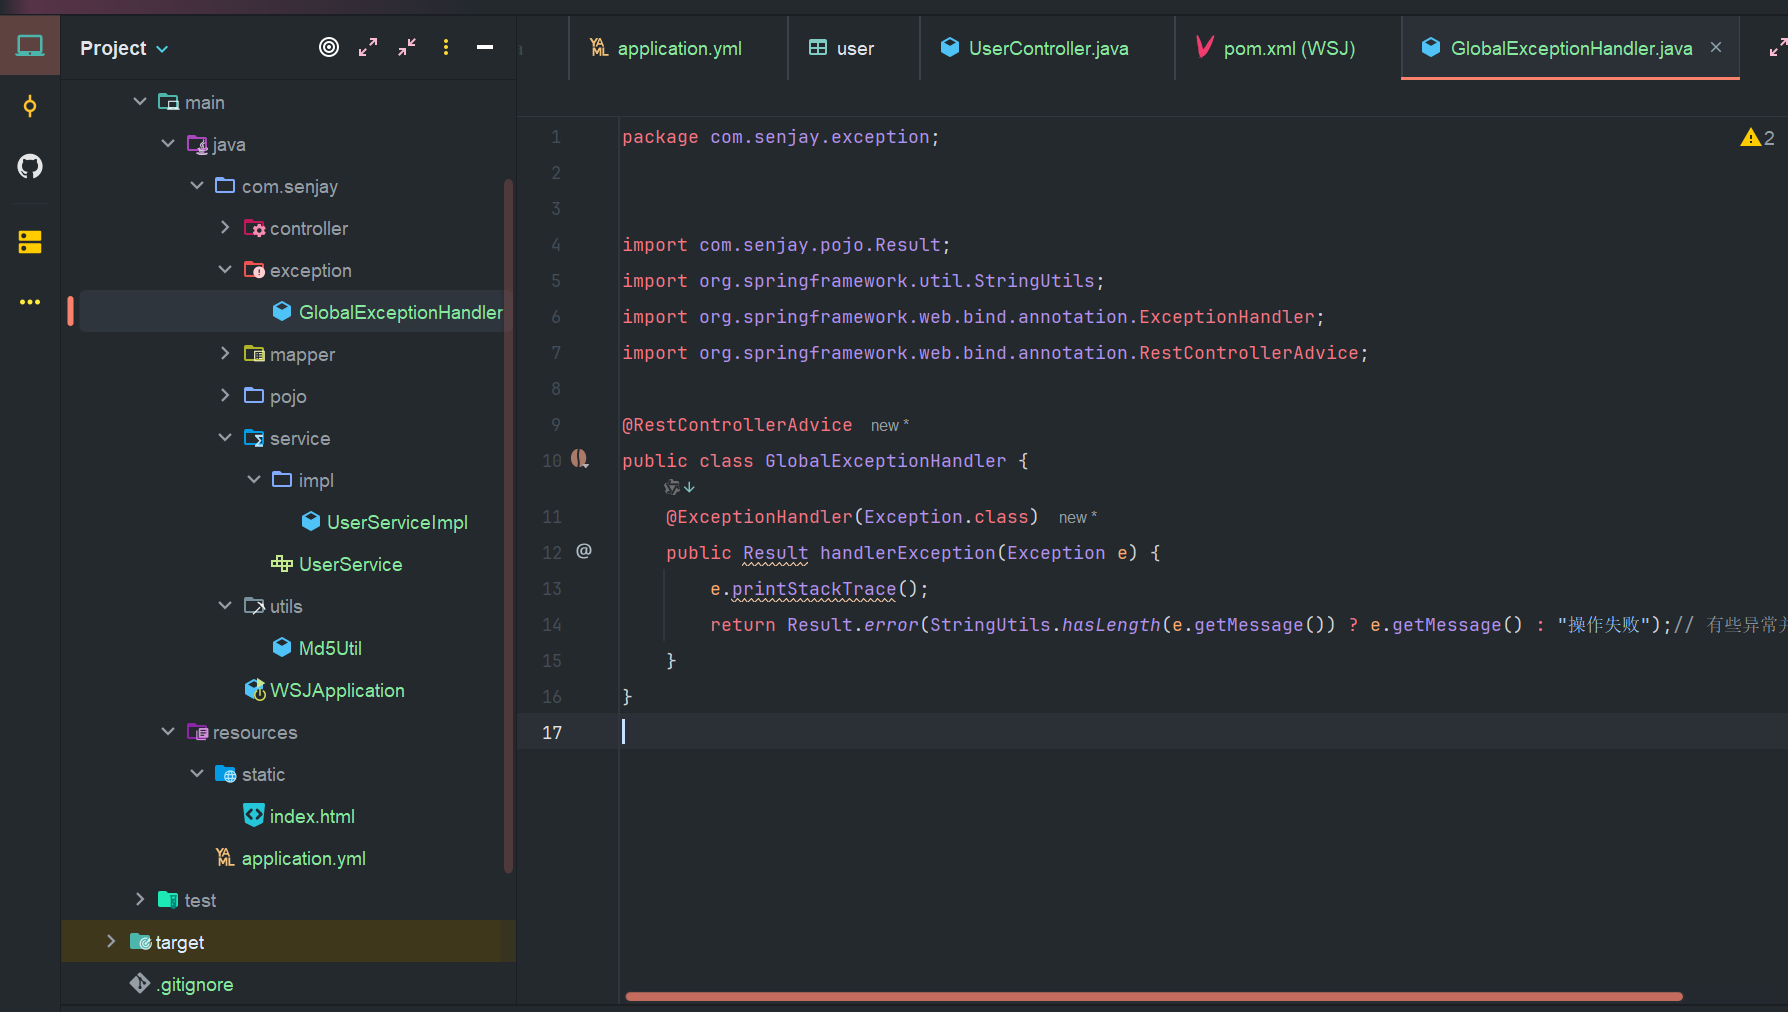 Project
application.yml
user
UserController.java
pom.xml (WSJ)
GlobalExceptionHandler.java
main
java
com.senjay
controller
exception
GlobalExceptionHandler
mapper
pojo
service
impl
UserServiceImpl
UserService
utils
Md5Util
WSJApplication
resources
static
index.html
application.yml
test
target
.gitignore
2
1 package com.senjay.exception;
2
3
4 import com.senjay.pojo.Result;
5 import org.springframework.util.StringUtils;
6 import org.springframework.web.bind.annotation.ExceptionHandler;
7 import org.springframework.web.bind.annotation.RestControllerAdvice;
8
9 @RestControllerAdvice new *
10 public class GlobalExceptionHandler {
11 @ExceptionHandler(Exception.class) new *
12 public Result handlerException(Exception e) {
13 e.printStackTrace();
14 return Result.error(StringUtils.hasLength(e.getMessage()) ? e.getMessage() : "操作失败");// 有些异常
15 }
16 }
17